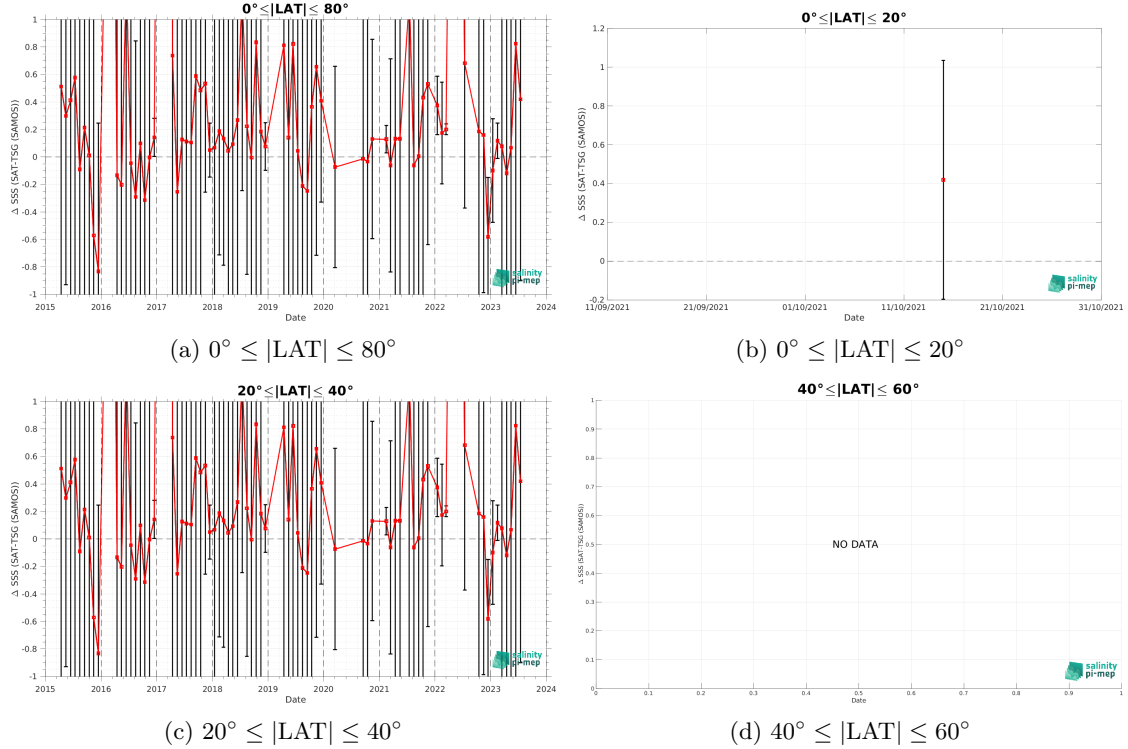 0°≤|LAT|≤ 80°
Δ SSS (SAT-TSG (SAMOS))
1
0.8
0.6
0.4
0.2
0
-0.2
-0.4
-0.6
-0.8
-1
2015 2016 2017 2018 2019 2020 2021 2022 2023 2024
Date
salinity
pi-mep
(a) 0° ≤ |LAT| ≤ 80°
0°≤|LAT|≤ 20°
Δ SSS (SAT-TSG (SAMOS))
1.2
1
0.8
0.6
0.4
0.2
0
-0.2
11/09/2021 21/09/2021 01/10/2021 11/10/2021 21/10/2021 31/10/2021
Date
salinity
pi-mep
(b) 0° ≤ |LAT| ≤ 20°
20°≤|LAT|≤ 40°
Δ SSS (SAT-TSG (SAMOS))
1
0.8
0.6
0.4
0.2
0
-0.2
-0.4
-0.6
-0.8
-1
2015 2016 2017 2018 2019 2020 2021 2022 2023 2024
Date
salinity
pi-mep
(c) 20° ≤ |LAT| ≤ 40°
40°≤|LAT|≤ 60°
Δ SSS (SAT-TSG (SAMOS))
1
0.9
0.8
0.7
0.6
0.5
0.4
0.3
0.2
0.1
0
NO DATA
0 0.1 0.2 0.3 0.4 0.5 0.6 0.7 0.8 0.9 1
Date
salinity
pi-mep
(d) 40° ≤ |LAT| ≤ 60°